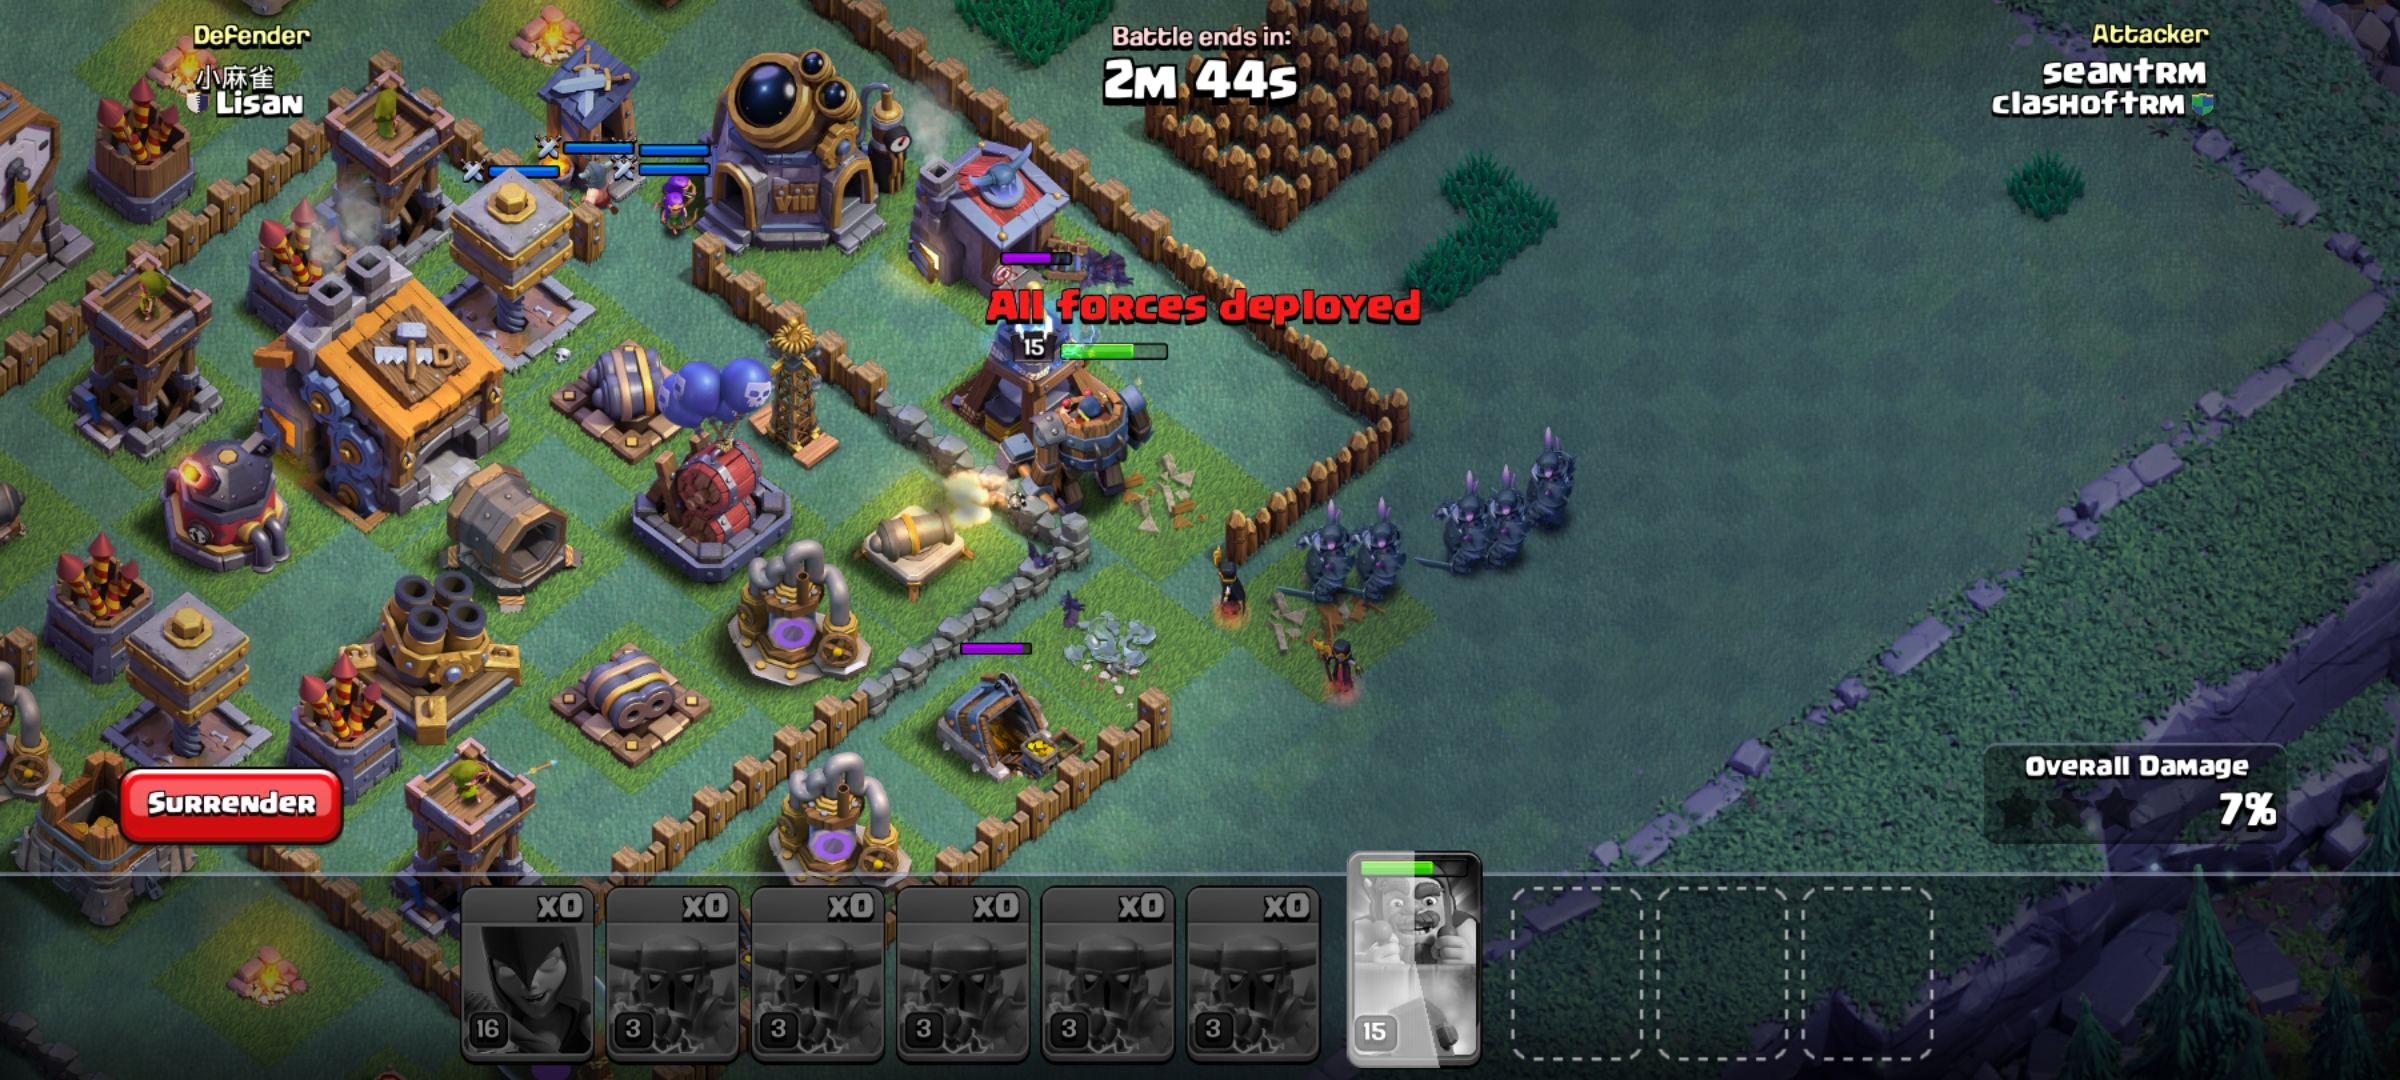 Defender
小麻雀
Lisan
Battle ends in:
2M 44s
Attacker
seantRM
clashoftRM
VIII
All forces deployed
15
Surrender
Overall Damage
7%
x0
x0
x0
x0
x0
x0
16
3
3
3
3
3
15